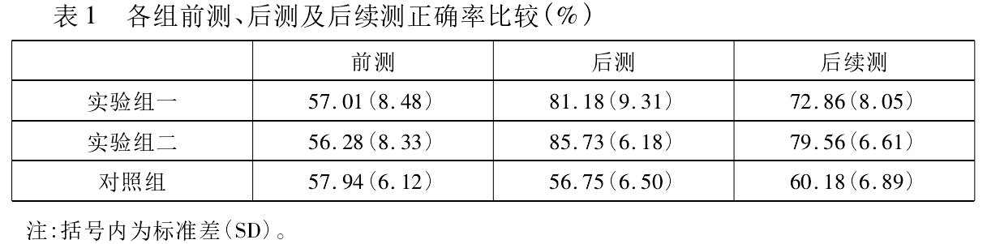 表1 各组前测、后测及后续测正确率比较(%)
前测 后测 后续测
实验组一 57.01(8.48) 81.18(9.31) 72.86(8.05)
实验组二 56.28(8.33) 85.73(6.18) 79.56(6.61)
对照组 57.94(6.12) 56.75(6.50) 60.18(6.89)
注:括号内为标准差(SD)。